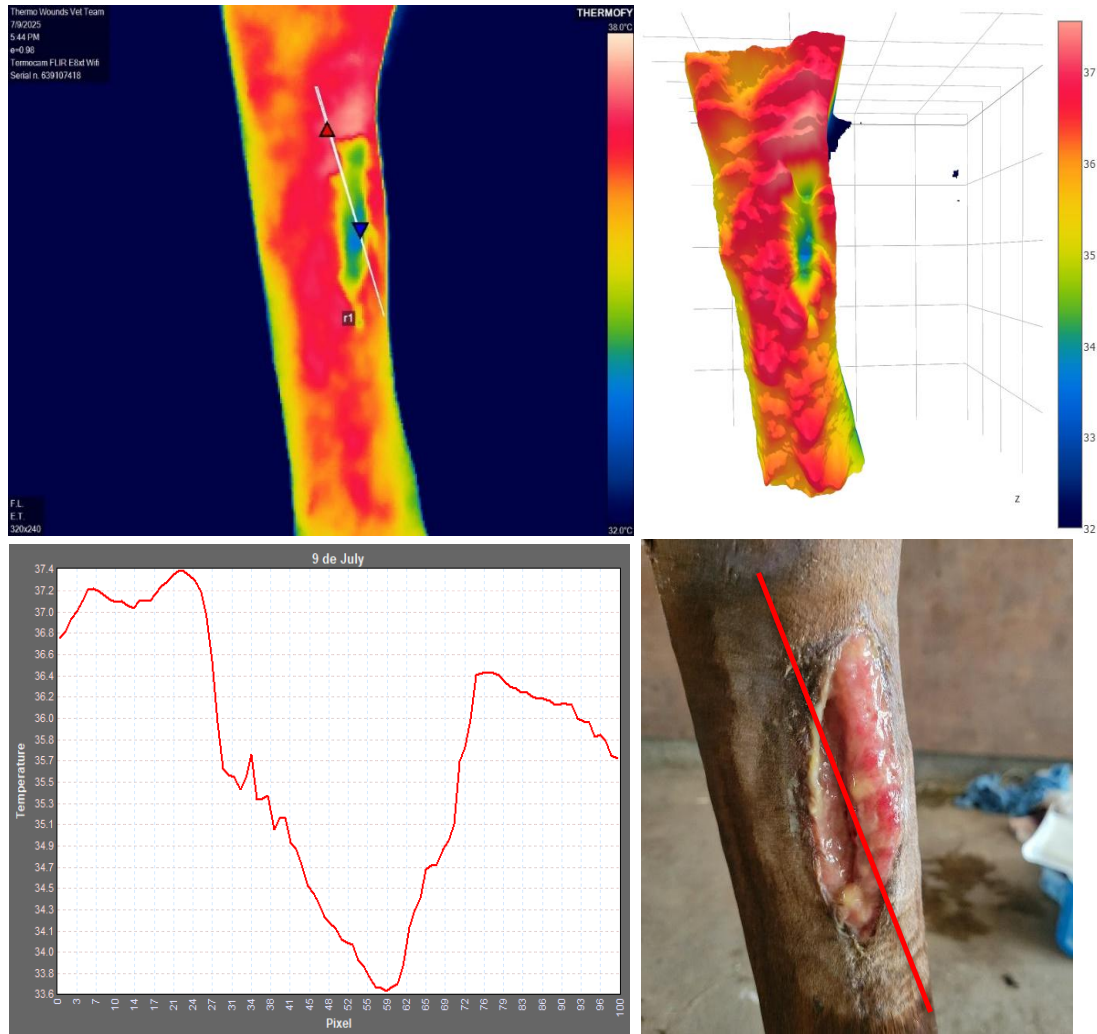 Thermo Wounds Vet Team
7/9/2025
5:44 PM
e=0.98
Termocam FLIR E8xt Wifi
Serial n. 639107418
THERMOFY
38.0°C
r1
F.L.
E.T.
320x240
32.0°C
37
36
35
34
33
32
z
9 de July
Temperature
37.4
37.2
37.0
36.8
36.6
36.4
36.2
36.0
35.8
35.7
35.5
35.3
35.1
34.9
34.7
34.5
34.3
34.2
34.0
33.8
33.6
0 3 7 10 14 17 21 24 27 31 34 38 41 45 48 52 55 59 62 65 69 72 76 79 83 86 90 93 96 100
Pixel